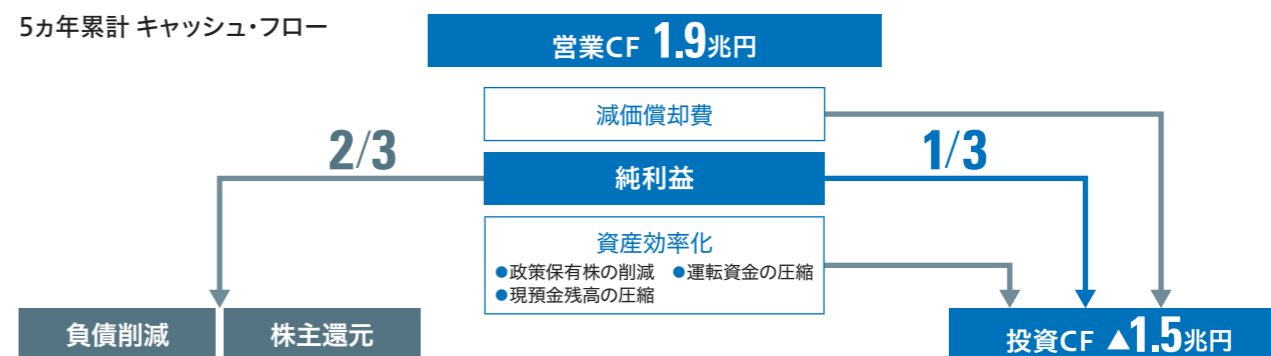 5ヵ年累計 キャッシュ・フロー
営業CF 1.9兆円
減価償却費
2/3
純利益
1/3
資産効率化
●政策保有株の削減 ●運転資金の圧縮
●現預金残高の圧縮
負債削減
株主還元
投資CF ▲1.5兆円